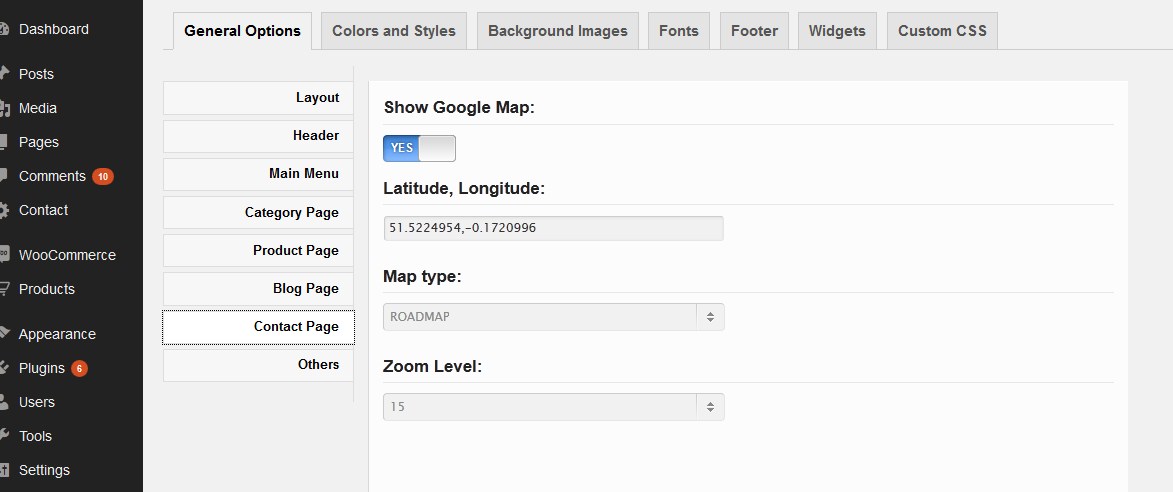 Dashboard
Posts
Media
Pages
Comments 10
Contact
WooCommerce
Products
Appearance
Plugins 6
Users
Tools
Settings
General Options
Colors and Styles
Background Images
Fonts
Footer
Widgets
Custom CSS
Layout
Header
Main Menu
Category Page
Product Page
Blog Page
Contact Page
Others
Show Google Map:
YES
Latitude, Longitude:
51.5224954,-0.1720996
Map type:
ROADMAP
Zoom Level:
15